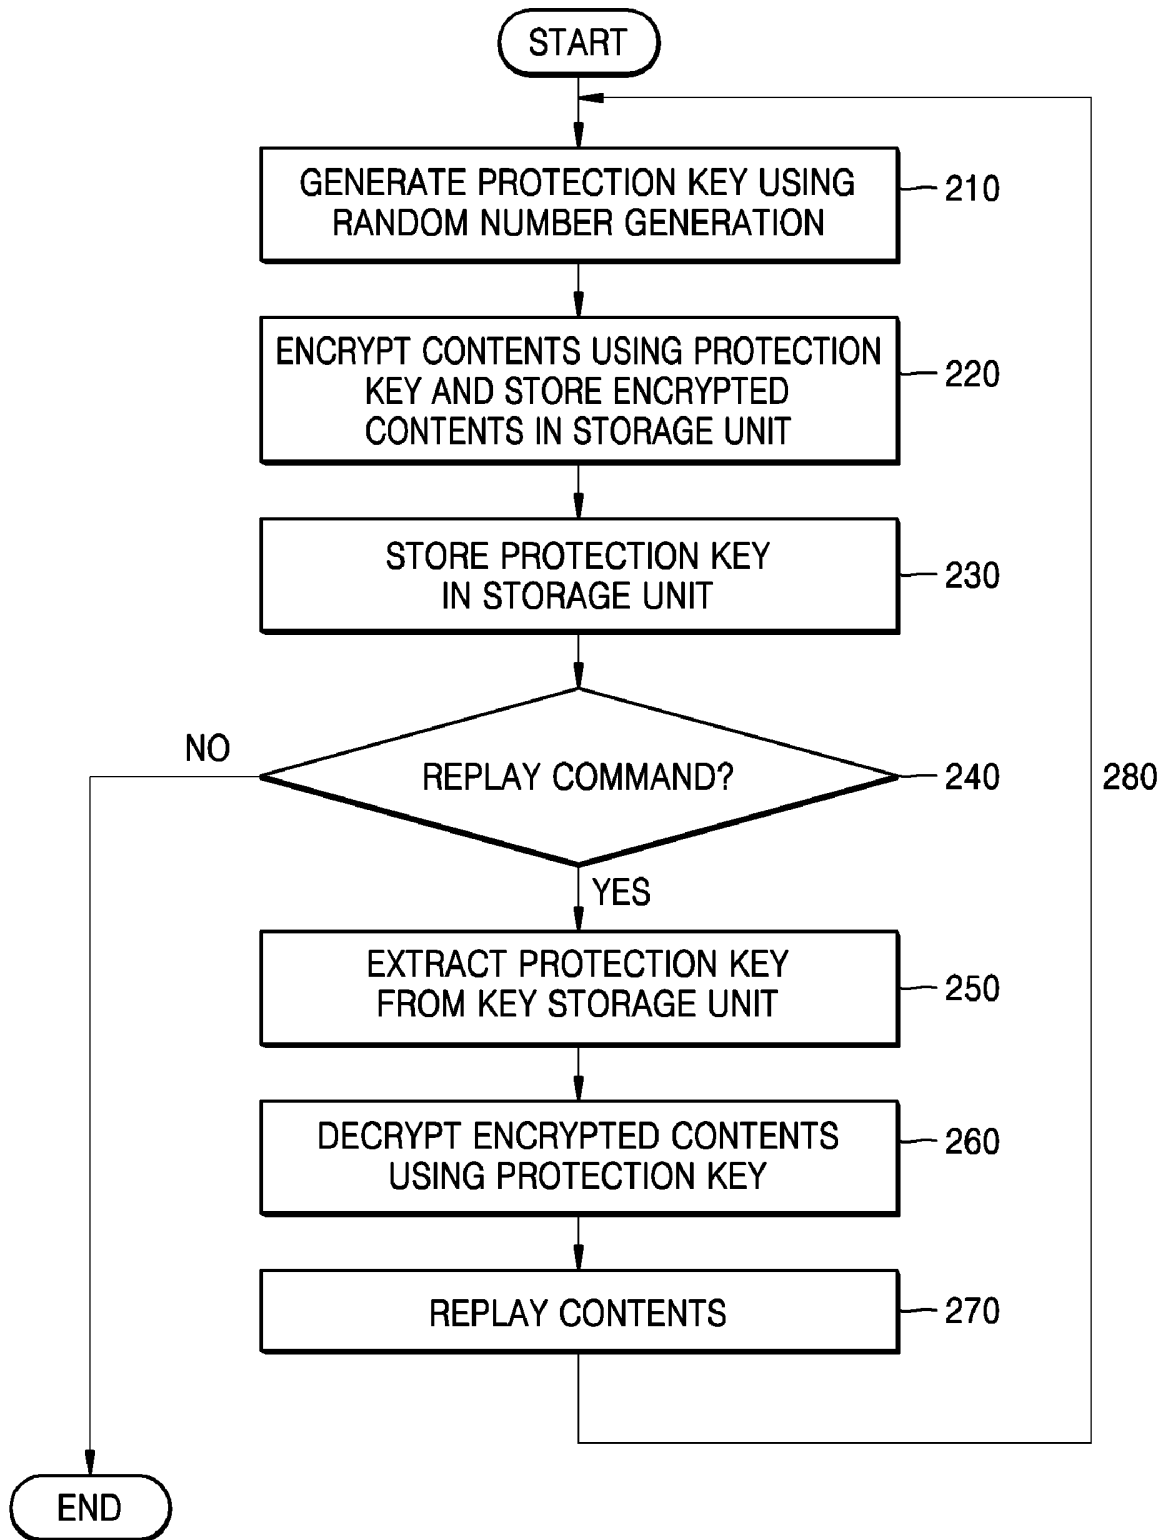 START
GENERATE PROTECTION KEY USING
RANDOM NUMBER GENERATION
210
ENCRYPT CONTENTS USING PROTECTION
KEY AND STORE ENCRYPTED
CONTENTS IN STORAGE UNIT
220
STORE PROTECTION KEY
IN STORAGE UNIT
230
NO
REPLAY COMMAND?
240
280
YES
EXTRACT PROTECTION KEY
FROM KEY STORAGE UNIT
250
DECRYPT ENCRYPTED CONTENTS
USING PROTECTION KEY
260
REPLAY CONTENTS
270
END